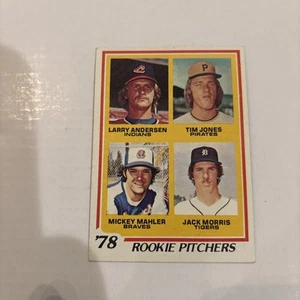 LARRY ANDERSEN
INDIANS
TIM JONES
PIRATES
MICKEY MAHLER
BRAVES
JACK MORRIS
TIGERS
'78 ROOKIE PITCHERS